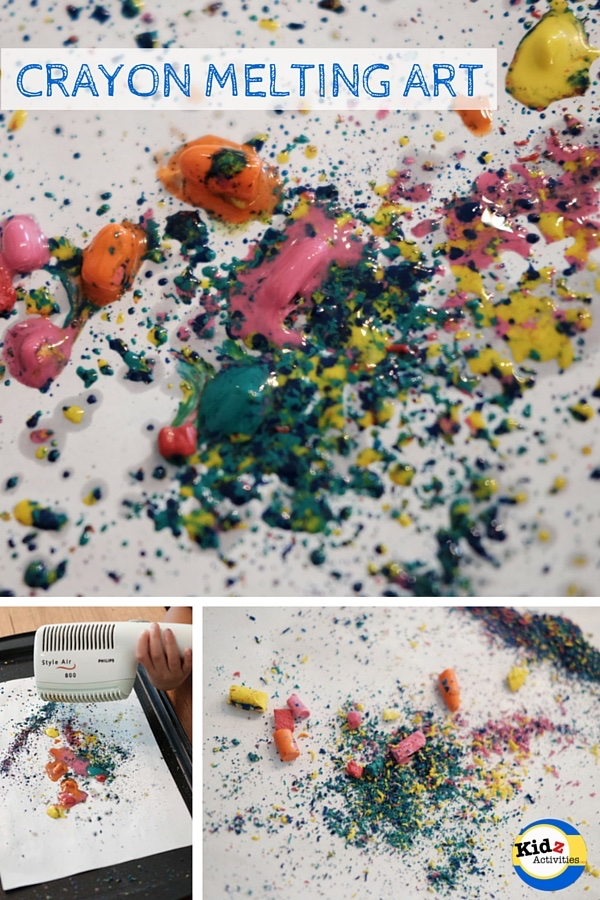 CRAYON MELTING ART
Style Air
PHILIPS
800
Kidz
Activities